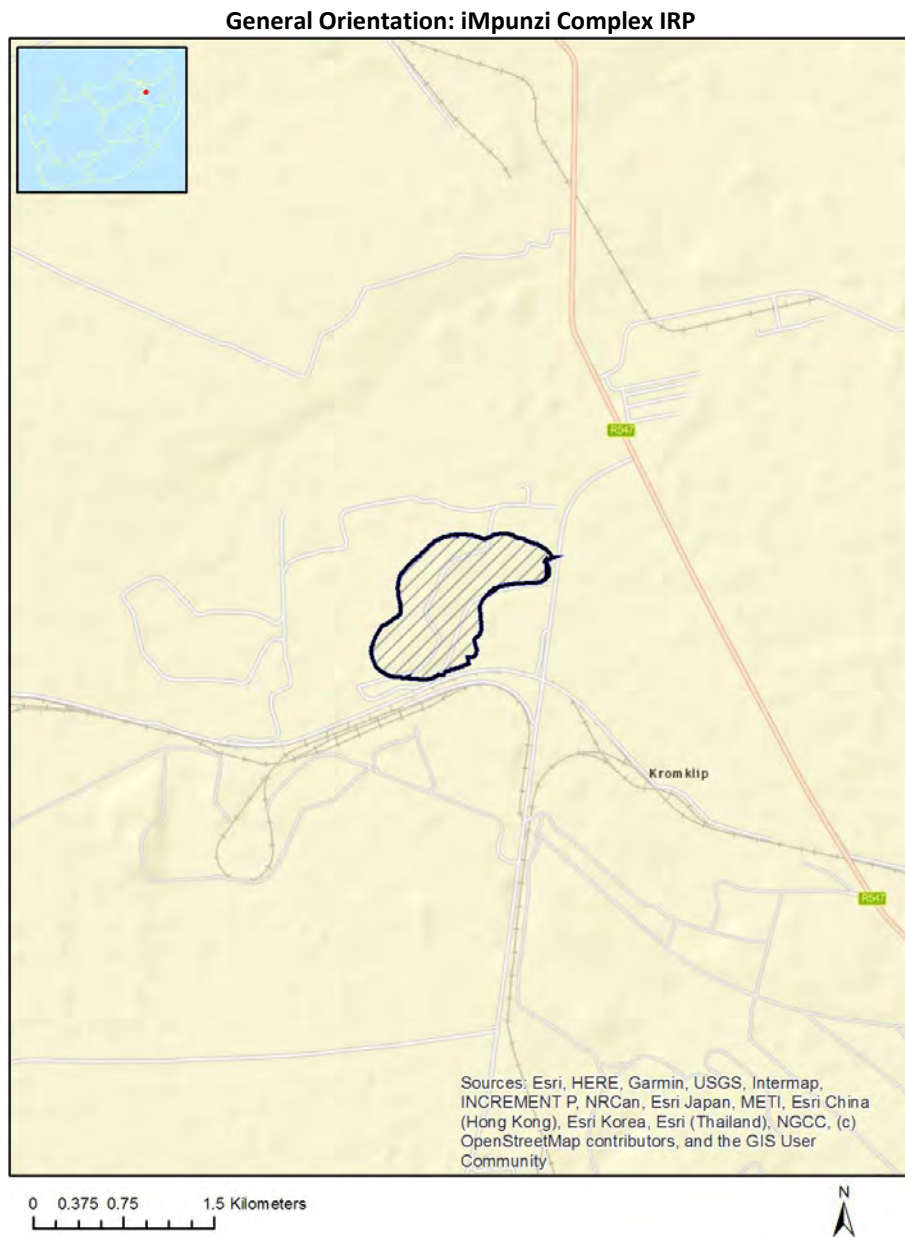 General Orientation: iMpunzi Complex IRP
R547
Kromklip
R547
Sources: Esri, HERE, Garmin, USGS, Intermap,
INCREMENT P, NRCan, Esri Japan, METI, Esri China
(Hong Kong), Esri Korea, Esri (Thailand), NGCC, (c)
OpenStreetMap contributors, and the GIS User
Community
0 0.375 0.75 1.5 Kilometers
N